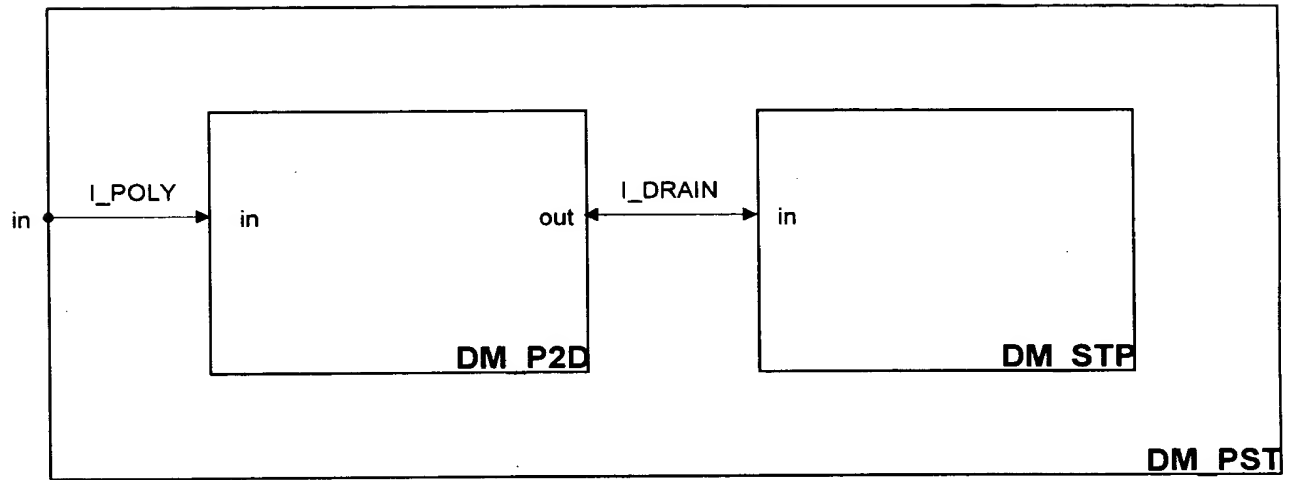 I_POLY
I_DRAIN
in
in
out
in
DM_P2D
DM_STP
DM_PST